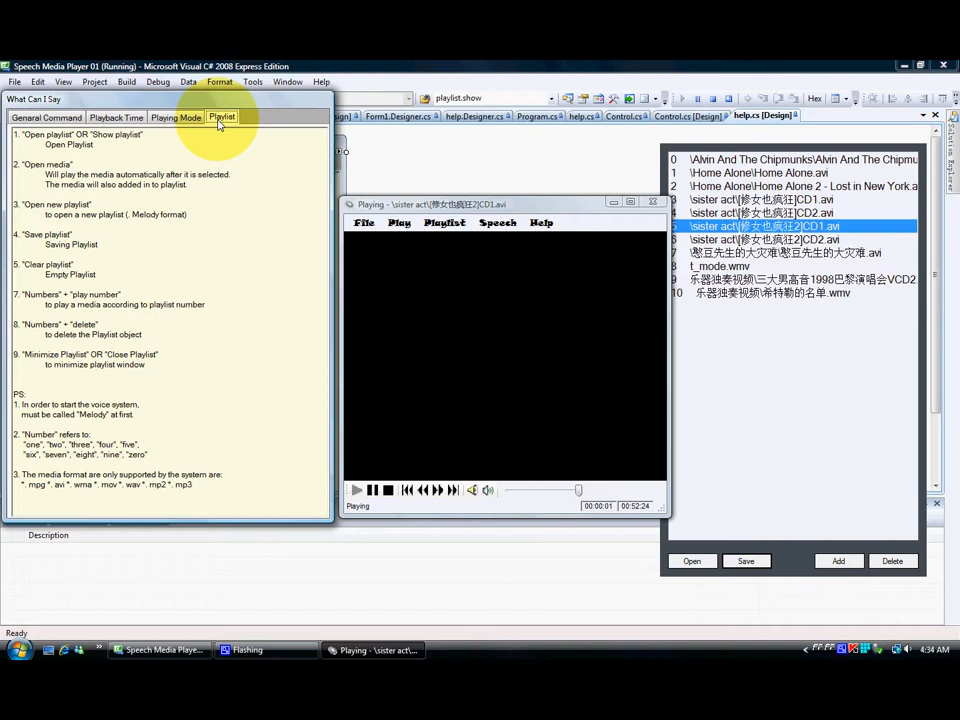 Speech Media Player 01 (Running) - Microsoft Visual C# 2008 Express Edition
File Edit View Project Build Debug Data Format Tools Window Help
playlist.show
Hex
What Can I Say
Genaral Command Playback Time Playing Mode Playlist
Form1.Designer.cs help.Designer.cs Program.cs help.cs Control.cs Control.cs [Design] help.cs [Design]
Solution Explorer
1. "Open playlist" OR "Show playlist"
Open Playlist
2. "Open media"
Will play the media automatically after it is selected.
The media will also added in to playlist.
3. "Open new playlist"
to open a new playlist (. Melody format)
4. "Save playlist"
Saving Playlist
5. "Clear playlist"
Empty Playlist
7. "Numbers" + "play number"
to play a media according to playlist number
8. "Numbers" + "delete"
to delete the Playlist object
9. "Minimize Playlist" OR "Close Playlist"
to minimize playlist window
PS:
1. In order to start the voice system,
must be called "Melody" at first.
2. "Number" refers to:
"one", "two", "three", "four", "five",
"six", "seven", "eight", "nine", "zero"
3. The media format are only supported by the system are:
*. mpg *. avi *. wma *. mov *. wav *. mp2 *. mp3
Playing - \sister act\[修女也疯狂2]CD1.avi
File Play Playlist Speech Help
Playing 00:00:01 00:52:24
0 \Alvin And The Chipmunks\Alvin And The Chipmu
1 \Home Alone\Home Alone.avi
2 \Home Alone\Home Alone 2 - Lost in New York.a
3 \sister act\[修女也疯狂]CD1.avi
4 \sister act\[修女也疯狂]CD2.avi
5 \sister act\[修女也疯狂2]CD1.avi
6 \sister act\[修女也疯狂2]CD2.avi
7 \憨豆先生的大灾难\憨豆先生的大灾难.avi
8 t_mode.wmv
9 乐器独奏视频\三大男高音1998巴黎演唱会VCD2.
10 乐器独奏视频\希特勒的名单.wmv
Open Save Add Delete
Description
Ready
Speech Media Playe... Flashing Playing - \sister act\... 4:34 AM